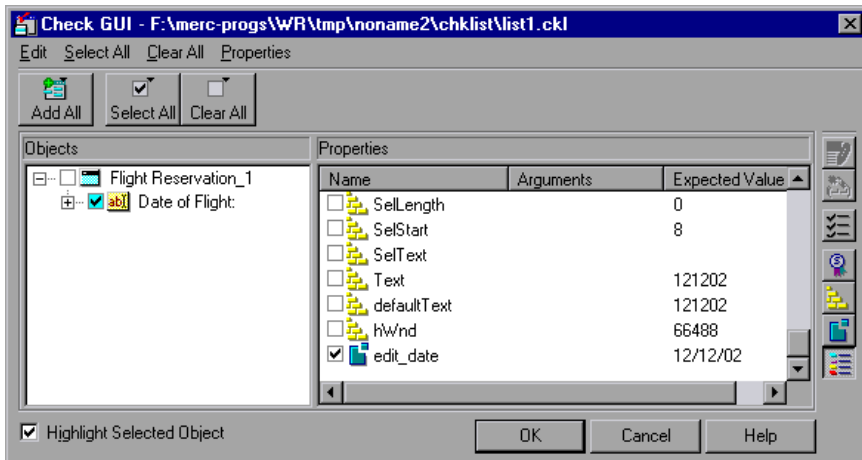 Check GUI - F:\merc-progs\WR\tmp\noname2\chklist\list1.ckl
Edit Select All Clear All Properties
Add All Select All Clear All
Objects Properties
Flight Reservation_1
Date of Flight:
Name Arguments Expected Value
SelLength 0
SelStart 8
SelText
Text 121202
defaultText 121202
hWnd 66488
edit_date 12/12/02
Highlight Selected Object
OK Cancel Help